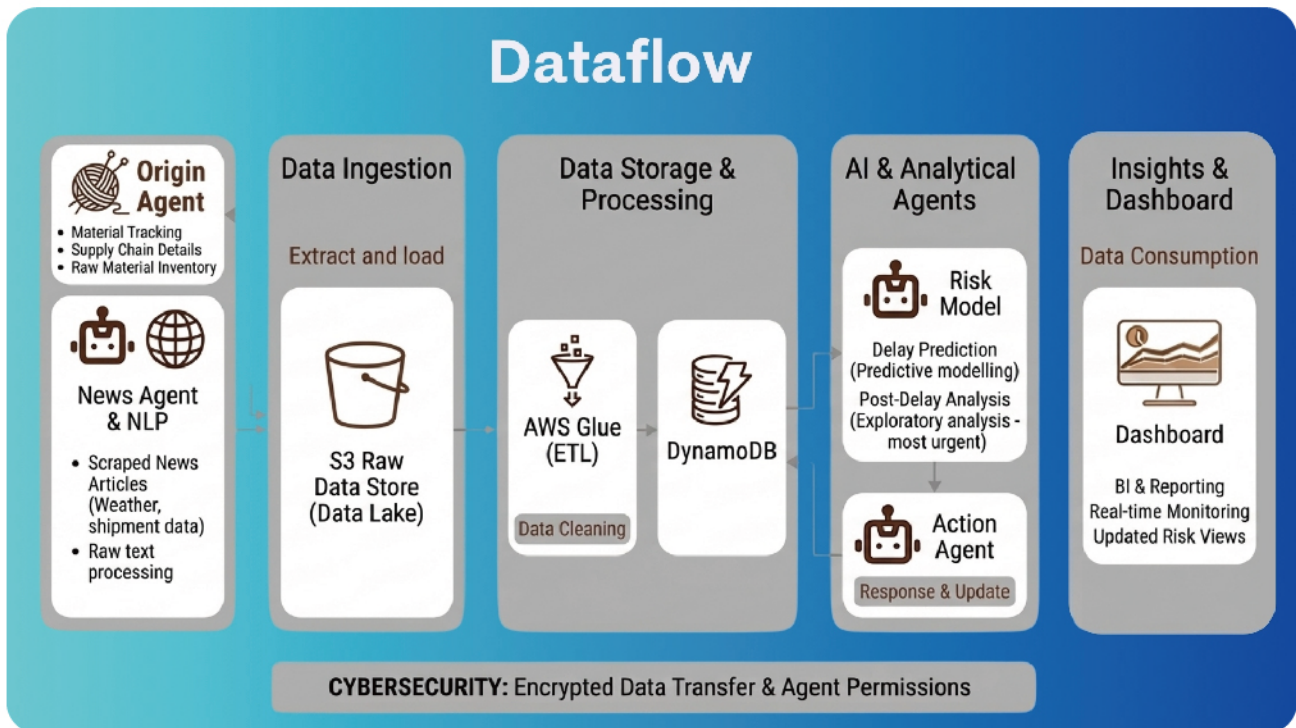 Dataflow
Origin
Agent
• Material Tracking
• Supply Chain Details
• Raw Material Inventory
News Agent
& NLP
• Scraped News
Articles
(Weather,
shipment data)
• Raw text
processing
Data Ingestion
Extract and load
S3 Raw
Data Store
(Data Lake)
Data Storage &
Processing
AWS Glue
(ETL)
Data Cleaning
DynamoDB
AI & Analytical
Agents
Risk
Model
Delay Prediction
(Predictive modelling)
Post-Delay Analysis
(Exploratory analysis -
most urgent)
Action
Agent
Response & Update
Insights &
Dashboard
Data Consumption
Dashboard
BI & Reporting
Real-time Monitoring
Updated Risk Views
CYBERSECURITY: Encrypted Data Transfer & Agent Permissions